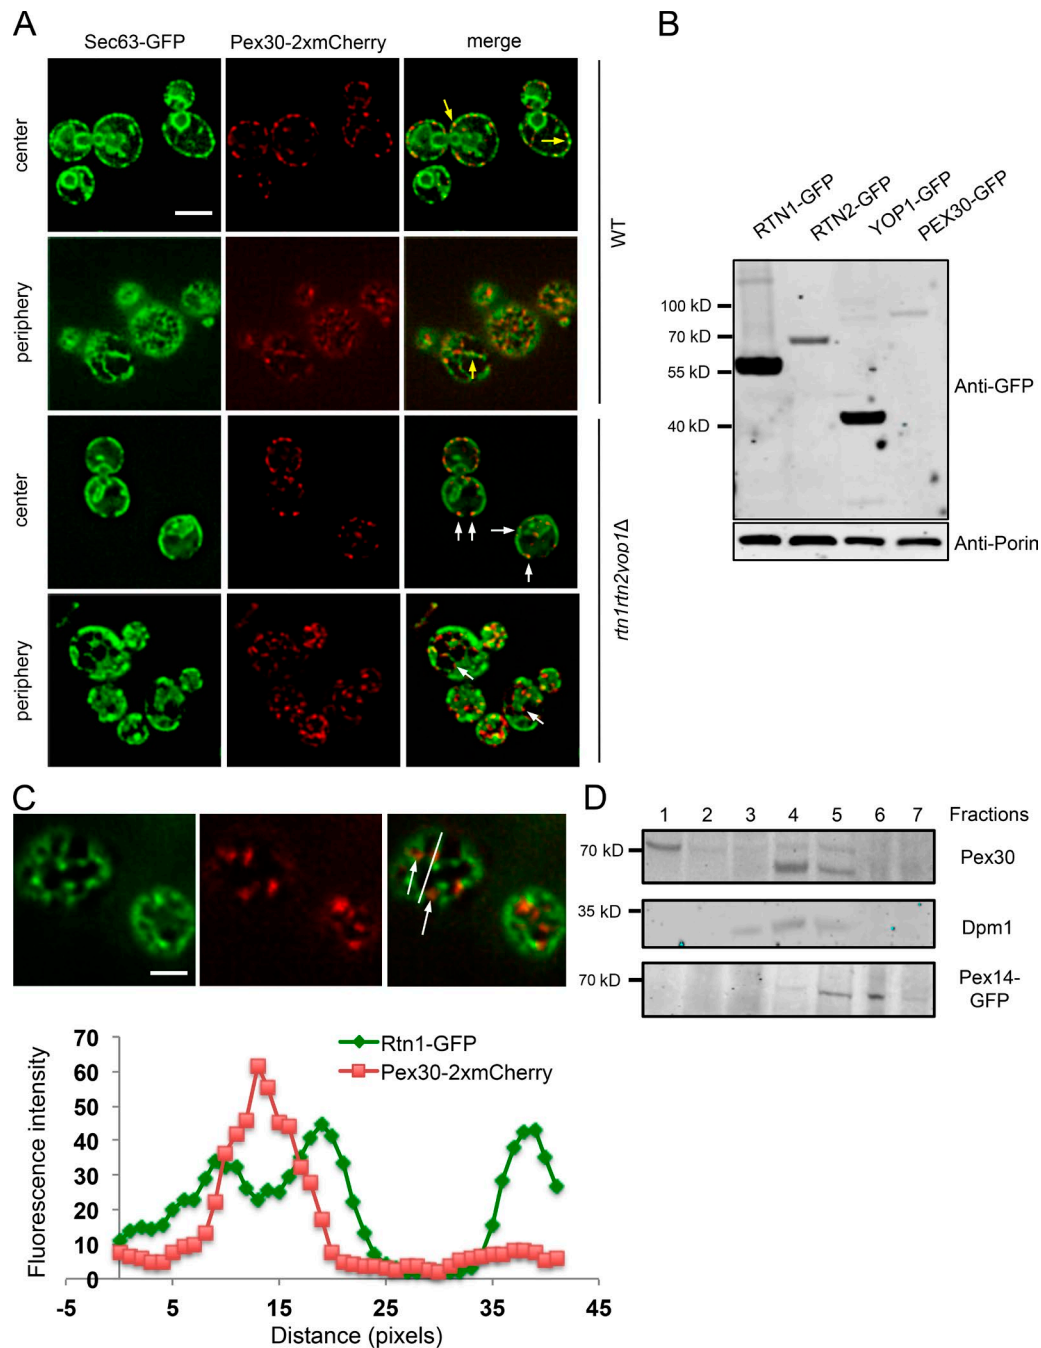 A
Sec63-GFP Pex30-2xmCherry merge
center
periphery
WT
center
periphery
rtn1rtn2yop1Δ
B
RTN1-GFP RTN2-GFP YOP1-GFP PEX30-GFP
100 kD
70 kD
55 kD
40 kD
Anti-GFP
Anti-Porin
C
D
1 2 3 4 5 6 7 Fractions
70 kD Pex30
35 kD Dpm1
70 kD Pex14-
GFP
Rtn1-GFP
Pex30-2xmCherry
Fluorescence intensity
70
60
50
40
30
20
10
0
-5 5 15 25 35 45
Distance (pixels)